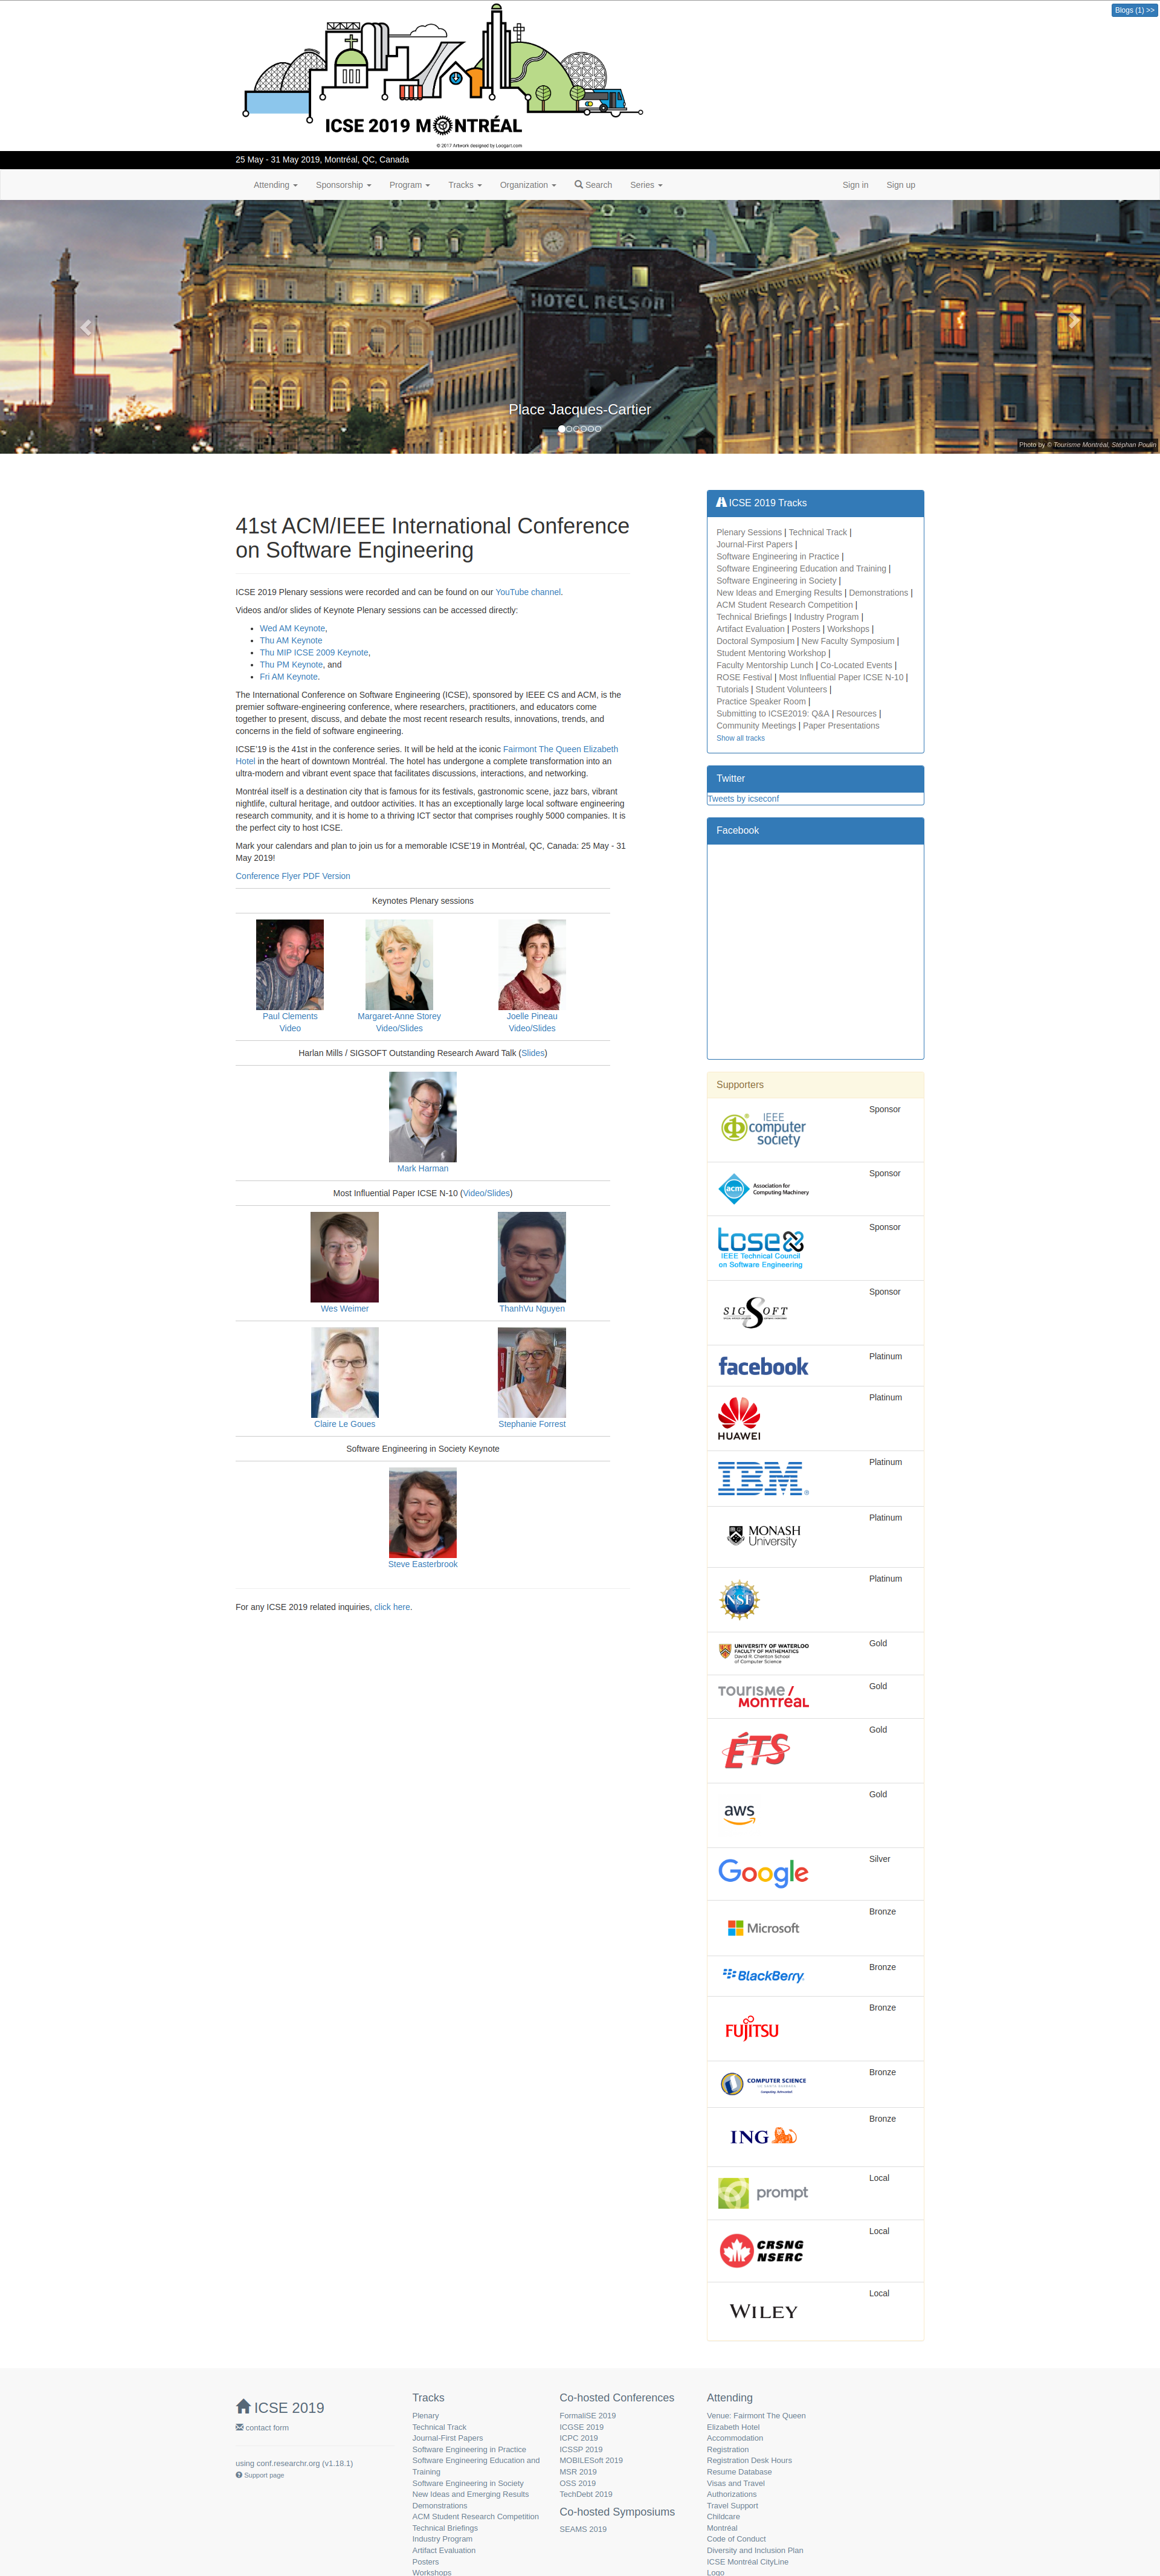 Blogs (1) >>
ICSE 2019 MONTRÉAL
© 2017 Artwork designed by Loogart.com
25 May - 31 May 2019, Montréal, QC, Canada
Attending Sponsorship Program Tracks Organization Search Series Sign in Sign up
HOTEL NELSON
Place Jacques-Cartier
Photo by © Tourisme Montréal, Stéphan Poulin
41st ACM/IEEE International Conference
on Software Engineering
ICSE 2019 Plenary sessions were recorded and can be found on our YouTube channel.
Videos and/or slides of Keynote Plenary sessions can be accessed directly:
• Wed AM Keynote,
• Thu AM Keynote
• Thu MIP ICSE 2009 Keynote,
• Thu PM Keynote, and
• Fri AM Keynote.
The International Conference on Software Engineering (ICSE), sponsored by IEEE CS and ACM, is the
premier software-engineering conference, where researchers, practitioners, and educators come
together to present, discuss, and debate the most recent research results, innovations, trends, and
concerns in the field of software engineering.
ICSE'19 is the 41st in the conference series. It will be held at the iconic Fairmont The Queen Elizabeth
Hotel in the heart of downtown Montréal. The hotel has undergone a complete transformation into an
ultra-modern and vibrant event space that facilitates discussions, interactions, and networking.
Montréal itself is a destination city that is famous for its festivals, gastronomic scene, jazz bars, vibrant
nightlife, cultural heritage, and outdoor activities. It has an exceptionally large local software engineering
research community, and it is home to a thriving ICT sector that comprises roughly 5000 companies. It is
the perfect city to host ICSE.
Mark your calendars and plan to join us for a memorable ICSE'19 in Montréal, QC, Canada: 25 May - 31
May 2019!
Conference Flyer PDF Version
Keynotes Plenary sessions
Paul Clements Margaret-Anne Storey Joelle Pineau
Video Video/Slides Video/Slides
Harlan Mills / SIGSOFT Outstanding Research Award Talk (Slides)
Mark Harman
Most Influential Paper ICSE N-10 (Video/Slides)
Wes Weimer ThanhVu Nguyen
Claire Le Goues Stephanie Forrest
Software Engineering in Society Keynote
Steve Easterbrook
For any ICSE 2019 related inquiries, click here.
ICSE 2019 Tracks
Plenary Sessions | Technical Track |
Journal-First Papers |
Software Engineering in Practice |
Software Engineering Education and Training |
Software Engineering in Society |
New Ideas and Emerging Results | Demonstrations |
ACM Student Research Competition |
Technical Briefings | Industry Program |
Artifact Evaluation | Posters | Workshops |
Doctoral Symposium | New Faculty Symposium |
Student Mentoring Workshop |
Faculty Mentorship Lunch | Co-Located Events |
ROSE Festival | Most Influential Paper ICSE N-10 |
Tutorials | Student Volunteers |
Practice Speaker Room |
Submitting to ICSE2019: Q&A | Resources |
Community Meetings | Paper Presentations
Show all tracks
Twitter
Tweets by icseconf
Facebook
Supporters
IEEE computer society Sponsor
acm Association for Computing Machinery Sponsor
tcse IEEE Technical Council on Software Engineering Sponsor
SIGSOFT Sponsor
facebook Platinum
HUAWEI Platinum
IBM® Platinum
MONASH University Platinum
NSF Platinum
UNIVERSITY OF WATERLOO FACULTY OF MATHEMATICS David R. Cheriton School of Computer Science Gold
TOURISME / MONTRÉAL Gold
ÉTS Gold
aws Gold
Google Silver
Microsoft Bronze
BlackBerry Bronze
FUJITSU Bronze
COMPUTER SCIENCE Bronze
ING Bronze
prompt Local
CRSNG NSERC Local
WILEY Local
ICSE 2019
contact form
using conf.researchr.org (v1.18.1)
Support page
Tracks
Plenary
Technical Track
Journal-First Papers
Software Engineering in Practice
Software Engineering Education and
Training
Software Engineering in Society
New Ideas and Emerging Results
Demonstrations
ACM Student Research Competition
Technical Briefings
Industry Program
Artifact Evaluation
Posters
Workshops
Co-hosted Conferences
FormaliSE 2019
ICGSE 2019
ICPC 2019
ICSSP 2019
MOBILESoft 2019
MSR 2019
OSS 2019
TechDebt 2019
Co-hosted Symposiums
SEAMS 2019
Attending
Venue: Fairmont The Queen
Elizabeth Hotel
Accommodation
Registration
Registration Desk Hours
Resume Database
Visas and Travel
Authorizations
Travel Support
Childcare
Montréal
Code of Conduct
Diversity and Inclusion Plan
ICSE Montréal CityLine
Logo